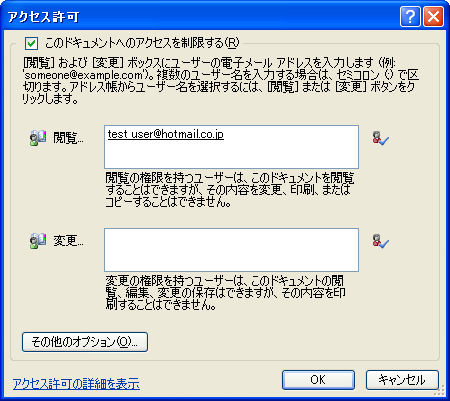 アクセス許可
このドキュメントへのアクセスを制限する(R)
[閲覧] および [変更] ボックスにユーザーの電子メール アドレスを入力します (例:
'someone@example.com')。複数のユーザー名を入力する場合は、セミコロン (;) で区
切ります。アドレス帳からユーザー名を選択するには、[閲覧] または [変更] ボタンをク
リックします。
閲覧...
test user@hotmail.co.jp
閲覧の権限を持つユーザーは、このドキュメントを閲覧
することはできますが、その内容を変更、印刷、または
コピーすることはできません。
変更...
変更の権限を持つユーザーは、このドキュメントの閲
覧、編集、変更の保存はできますが、その内容を印
刷することはできません。
その他のオプション(O)...
アクセス許可の詳細を表示
OK
キャンセル